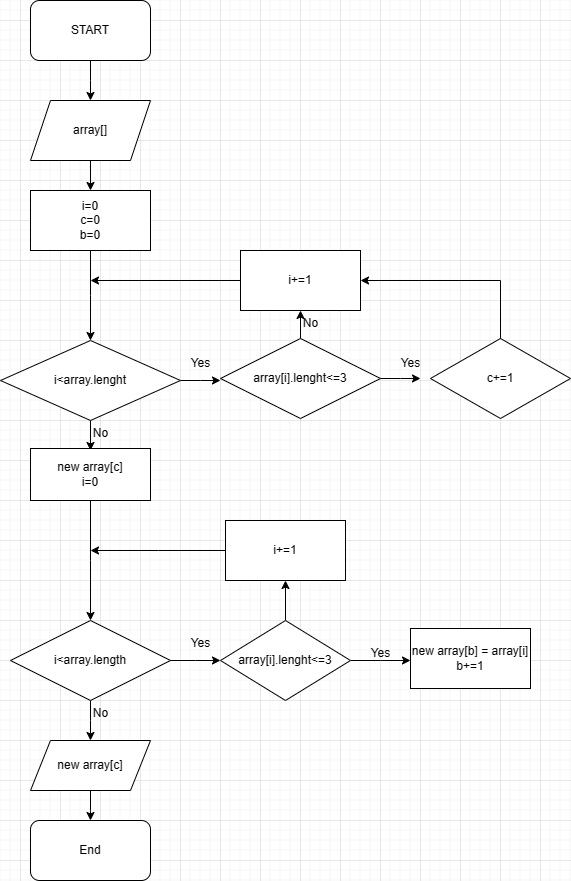 START
array[]
i=0
c=0
b=0
i+=1
No
i<array.lenght
Yes
array[i].lenght<=3
Yes
c+=1
No
new array[c]
i=0
i+=1
i<array.length
Yes
array[i].lenght<=3
Yes
new array[b] = array[i]
b+=1
No
new array[c]
End